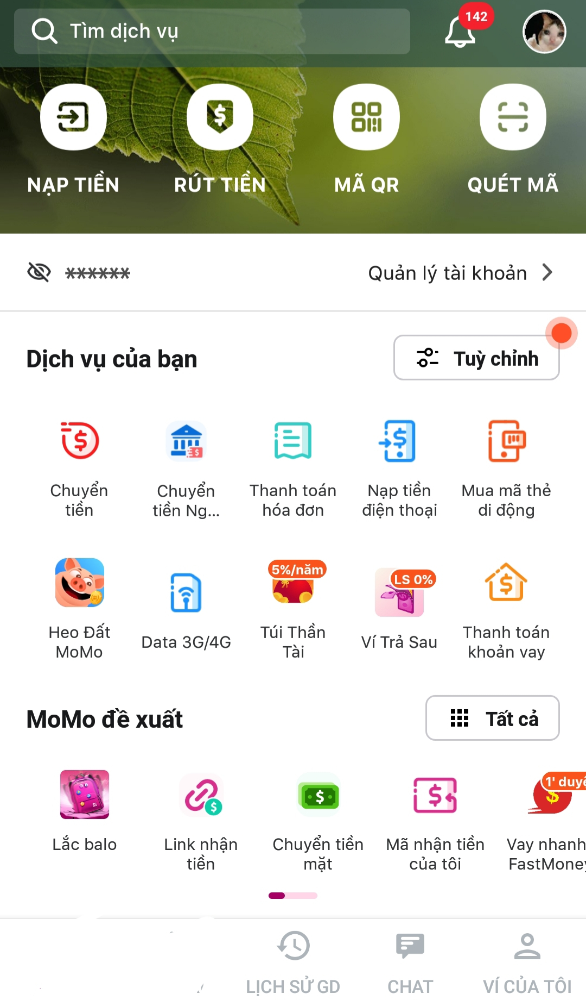 Tìm dịch vụ
142
NẠP TIỀN
RÚT TIỀN
MÃ QR
QUÉT MÃ
******
Quản lý tài khoản
Dịch vụ của bạn
Tuỳ chỉnh
Chuyển
tiền
Chuyển
tiền Ng...
Thanh toán
hóa đơn
Nạp tiền
điện thoại
Mua mã thẻ
di động
Heo Đất
MoMo
Data 3G/4G
5%/năm
Túi Thần
Tài
LS 0%
Ví Trả Sau
Thanh toán
khoản vay
MoMo đề xuất
Tất cả
Lắc balo
Link nhận
tiền
Chuyển tiền
mặt
Mã nhận tiền
của tôi
1' duyê
Vay nhanh
FastMoney
LỊCH SỬ GD
CHAT
VÍ CỦA TÔI